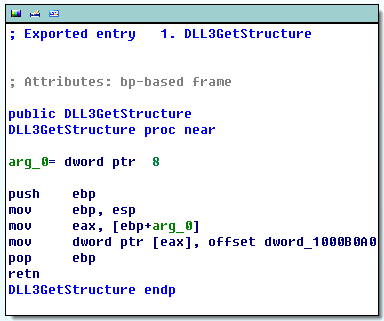 ; Exported entry   1. DLL3GetStructure
; Attributes: bp-based frame
public DLL3GetStructure
DLL3GetStructure proc near
arg_0= dword ptr  8
push    ebp
mov     ebp, esp
mov     eax, [ebp+arg_0]
mov     dword ptr [eax], offset dword_1000B0A0
pop     ebp
retn
DLL3GetStructure endp